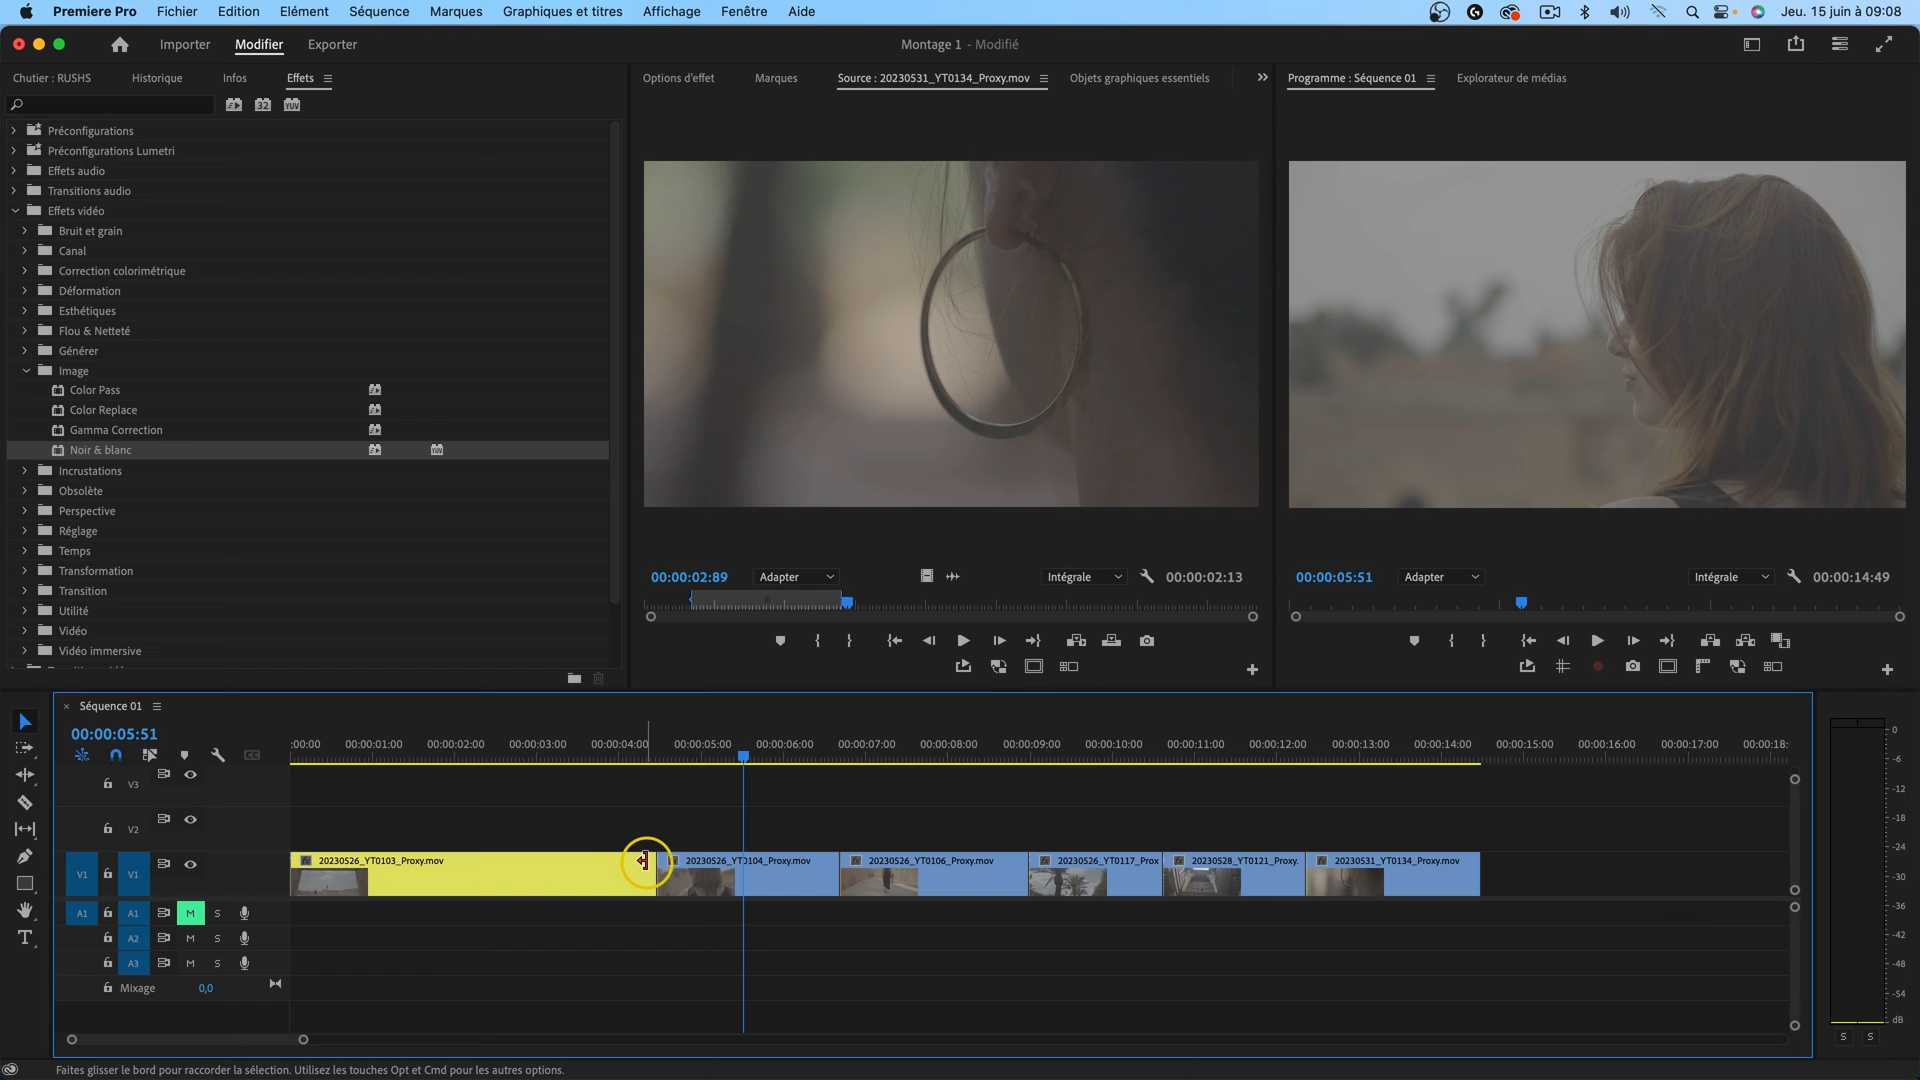 Premiere Pro Fichier Edition Elément Séquence Marques Graphiques et titres Affichage Fenêtre Aide Jeu. 15 juin à 09:08
Importer Modifier Exporter Montage 1 - Modifié
Chutier : RUSHS Historique Infos Effets
Options d'effet Marques Source : 20230531_YT0134_Proxy.mov Objets graphiques essentiels
Programme : Séquence 01 Explorateur de médias
32 YUV
Préconfigurations
Préconfigurations Lumetri
Effets audio
Transitions audio
Effets vidéo
Bruit et grain
Canal
Correction colorimétrique
Déformation
Esthétiques
Flou & Netteté
Générer
Image
Color Pass
Color Replace
Gamma Correction
Noir & blanc
Incrustations
Obsolète
Perspective
Réglage
Temps
Transformation
Transition
Utilité
Vidéo
Vidéo immersive
00:00:02:89 Adapter Intégrale 00:00:02:13
00:00:05:51 Adapter Intégrale 00:00:14:49
Séquence 01
00:00:05:51
:00:00 00:00:01:00 00:00:02:00 00:00:03:00 00:00:04:00 00:00:05:00 00:00:06:00 00:00:07:00 00:00:08:00 00:00:09:00 00:00:10:00 00:00:11:00 00:00:12:00 00:00:13:00 00:00:14:00 00:00:15:00 00:00:16:00 00:00:17:00 00:00:18:
V3
V2
V1 V1
20230526_YT0103_Proxy.mov 20230526_YT0104_Proxy.mov 20230526_YT0106_Proxy.mov 20230526_YT0117_Prox 20230528_YT0121_Proxy. 20230531_YT0134_Proxy.mov
A1 A1 M S
A2 M S
A3 M S
Mixage 0,0
0
-6
-12
-18
-24
-30
-36
-42
-48
-54
dB
S S
Faites glisser le bord pour raccorder la sélection. Utilisez les touches Opt et Cmd pour les autres options.